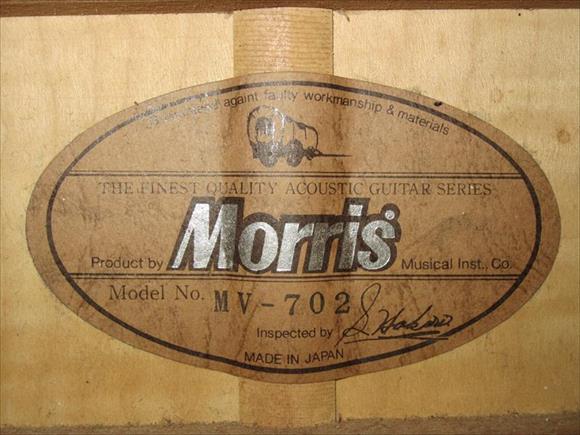 againt faulty workmanship & materials
THE FINEST QUALITY ACOUSTIC GUITAR SERIES
Product by Morris® Musical Inst., Co.
Model No. MV-702
Inspected by
MADE IN JAPAN